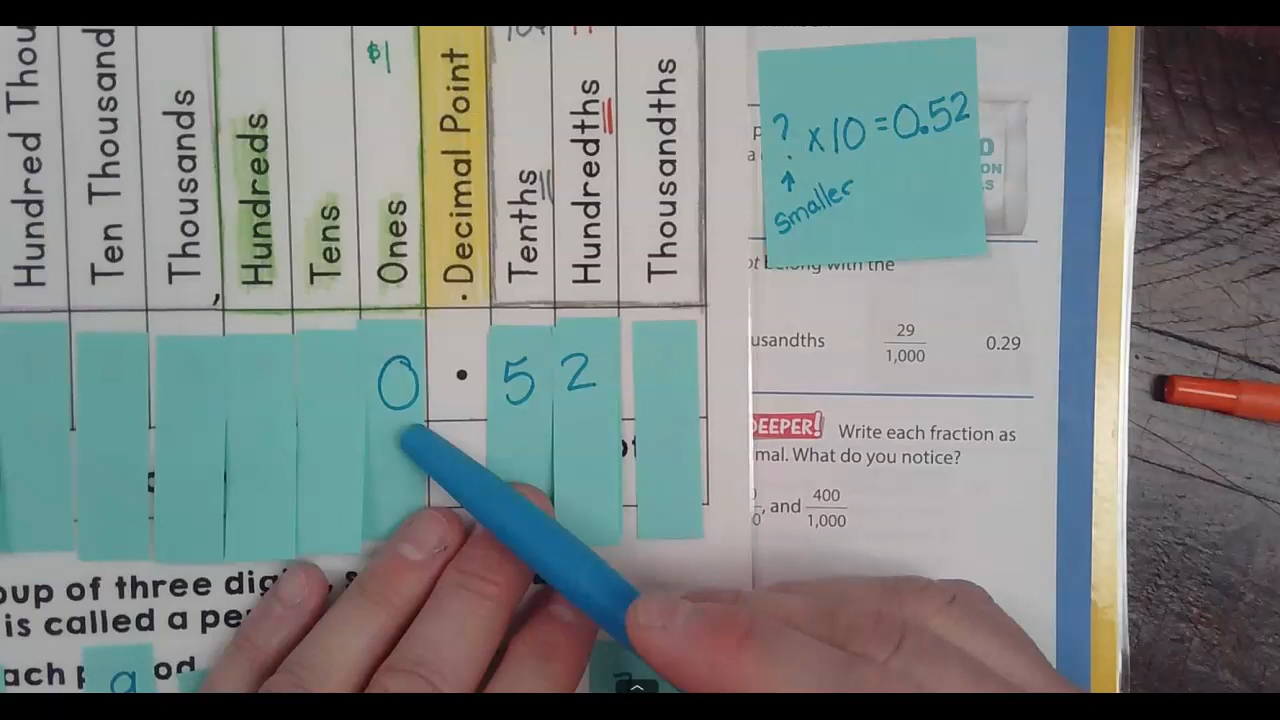 Hundred Thou
Ten Thousand
Thousands
,
Hundreds
Tens
Ones
$1
. Decimal Point
Tenths
Hundredths
Thousandths
? x 10 = 0.52
↑
smaller
0 . 5 2
with the
usandths
29
1,000
0.29
DEEPER! Write each fraction as
mal. What do you notice?
, and 400
1,000
oup of three dig
is called a pe
ach p
od
a